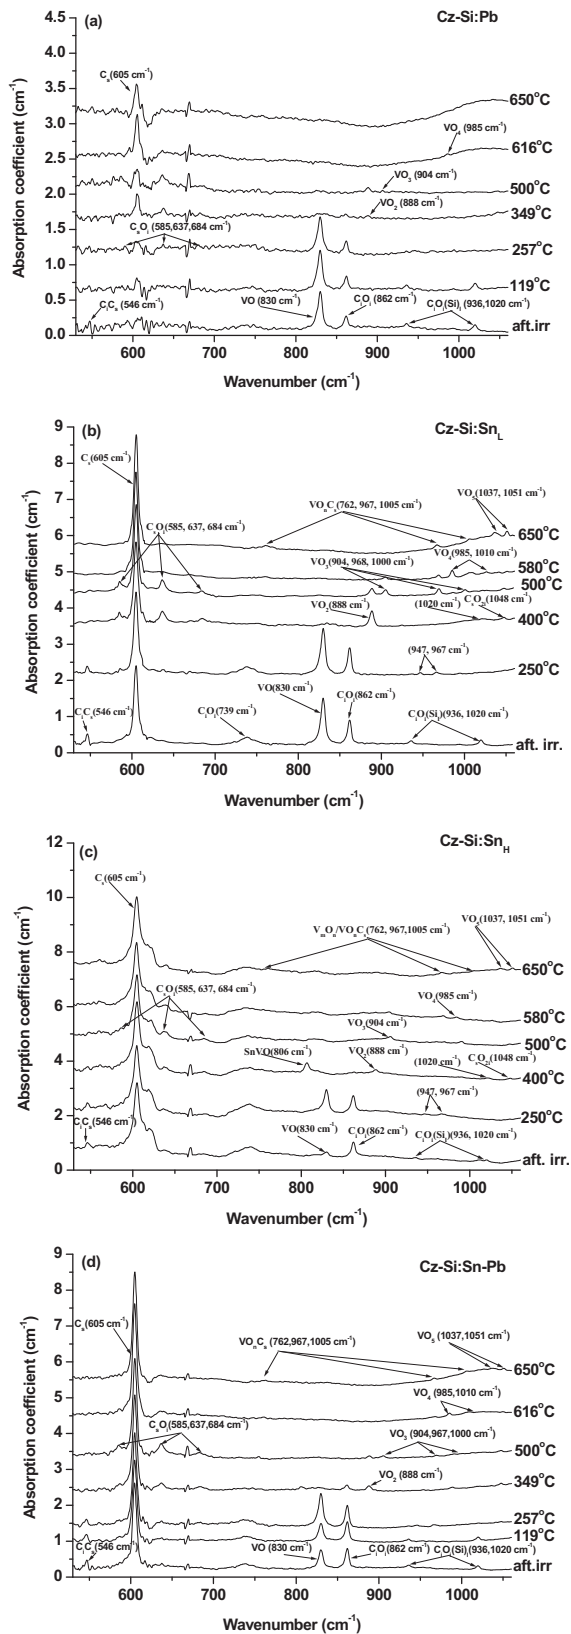 (a)
Cz-Si:Pb
4.5
4.0
3.5
3.0
2.5
2.0
1.5
1.0
0.5
0.0
Absorption coefficient (cm-1)
Cs(605 cm-1)
650°C
VO4 (985 cm-1)
616°C
VO3 (904 cm-1)
500°C
VO2 (888 cm-1)
349°C
CsOi (585,637,684 cm-1)
257°C
119°C
CiCs (546 cm-1)
VO (830 cm-1)
CiOi (862 cm-1)
CiOi(Sii) (936,1020 cm-1)
aft.irr
600 700 800 900 1000
Wavenumber (cm-1)
(b)
Cz-Si:SnL
9
8
7
6
5
4
3
2
1
0
Absorption coefficient (cm-1)
Cs(605 cm-1)
VOnCs(762, 967, 1005 cm-1)
VO5(1037, 1051 cm-1)
650°C
CsOi(585, 637, 684 cm-1)
VO4(985, 1010 cm-1)
580°C
VO3(904, 968, 1000 cm-1)
500°C
VO2(888 cm-1)
(1020 cm-1)
CsO2i(1048 cm-1)
400°C
(947, 967 cm-1)
250°C
CiCs(546 cm-1)
CiOi(739 cm-1)
VO(830 cm-1)
CiOi(862 cm-1)
CiOi(Sii)(936, 1020 cm-1)
aft. irr.
600 700 800 900 1000
Wavenumber (cm-1)
(c)
Cz-Si:SnH
12
10
8
6
4
2
0
Absorption coefficient (cm-1)
Cs(605 cm-1)
VmOn/VOnCs(762, 967,1005 cm-1)
VO5(1037, 1051 cm-1)
650°C
CsOi(585, 637, 684 cm-1)
VO4(985 cm-1)
580°C
VO3(904 cm-1)
500°C
SnVO(806 cm-1)
VO2(888 cm-1)
(1020 cm-1)
CsO2i(1048 cm-1)
400°C
(947, 967 cm-1)
250°C
CiCs(546 cm-1)
VO(830 cm-1)
CiOi(862 cm-1)
CiOi(Sii)(936, 1020 cm-1)
aft. irr.
600 700 800 900 1000
Wavenumber (cm-1)
(d)
Cz-Si:Sn-Pb
9
8
7
6
5
4
3
2
1
0
Absorption coefficient (cm-1)
Cs(605 cm-1)
VOnCs (762,967,1005 cm-1)
VO5 (1037,1051 cm-1)
650°C
VO4 (985,1010 cm-1)
616°C
CsOi(585,637,684 cm-1)
VO3 (904,967,1000 cm-1)
500°C
VO2 (888 cm-1)
349°C
257°C
119°C
CiCs(546 cm-1)
VO (830 cm-1)
CiOi(862 cm-1)
CiOi(Si)i (936,1020 cm-1)
aft.irr
600 700 800 900 1000
Wavenumber (cm-1)